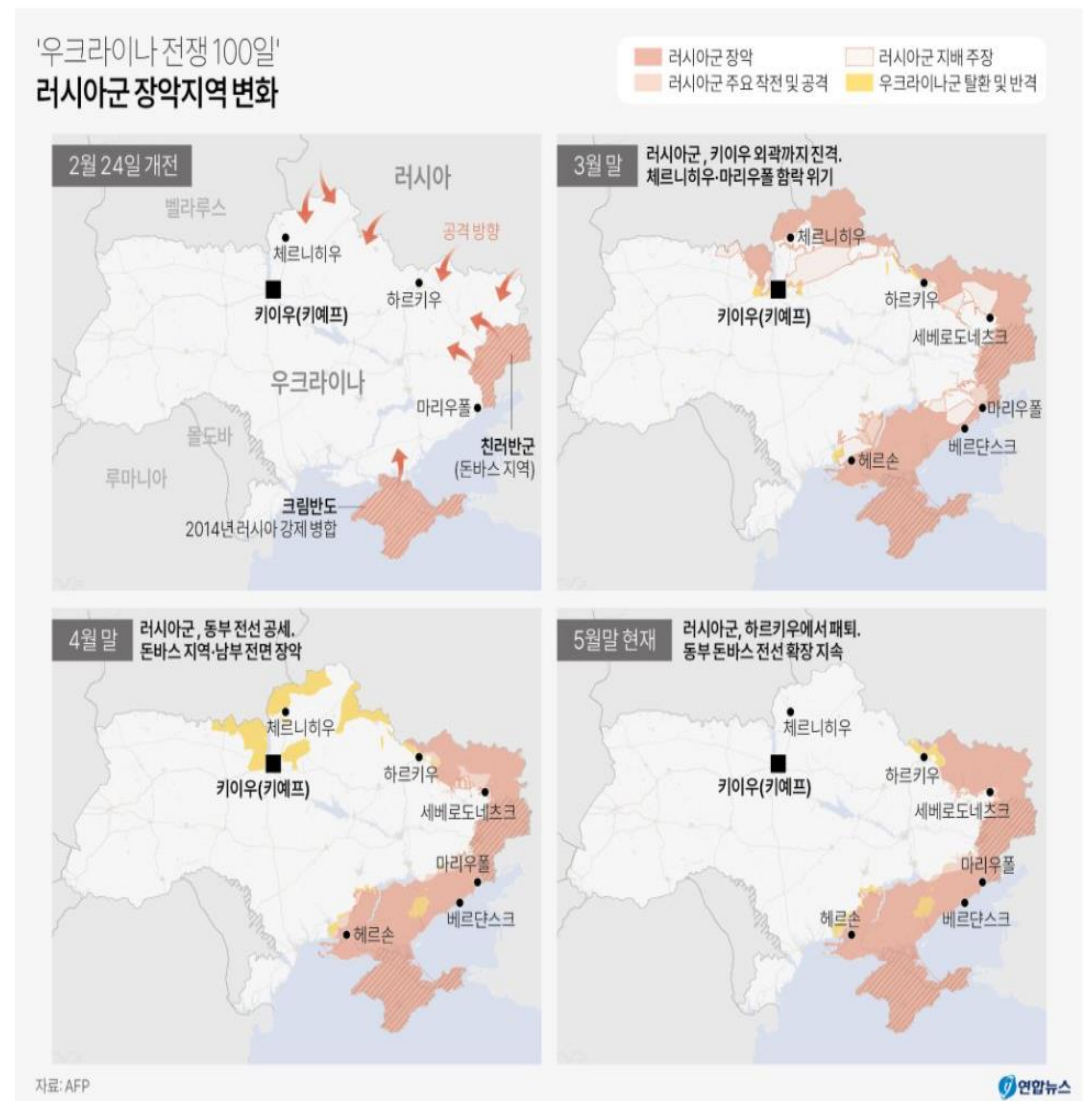 '우크라이나 전쟁 100일'
러시아군 장악지역 변화
러시아군 장악
러시아군 지배 주장
러시아군 주요 작전 및 공격
우크라이나군 탈환 및 반격
2월 24일 개전
러시아
벨라루스
공격 방향
체르니히우
하르키우
키이우(키예프)
우크라이나
마리우폴
몰도바
친러반군
(돈바스 지역)
루마니아
크림반도
2014년 러시아 강제 병합
3월 말
러시아군, 키이우 외곽까지 진격.
체르니히우·마리우폴 함락 위기
체르니히우
하르키우
키이우(키예프)
세베로도네츠크
마리우폴
베르댠스크
헤르손
4월 말
러시아군, 동부 전선 공세.
돈바스 지역·남부 전면 장악
체르니히우
하르키우
키이우(키예프)
세베로도네츠크
마리우폴
베르댠스크
헤르손
5월말 현재
러시아군, 하르키우에서 패퇴.
동부 돈바스 전선 확장 지속
체르니히우
하르키우
키이우(키예프)
세베로도네츠크
마리우폴
헤르손
베르댠스크
자료: AFP
연합뉴스